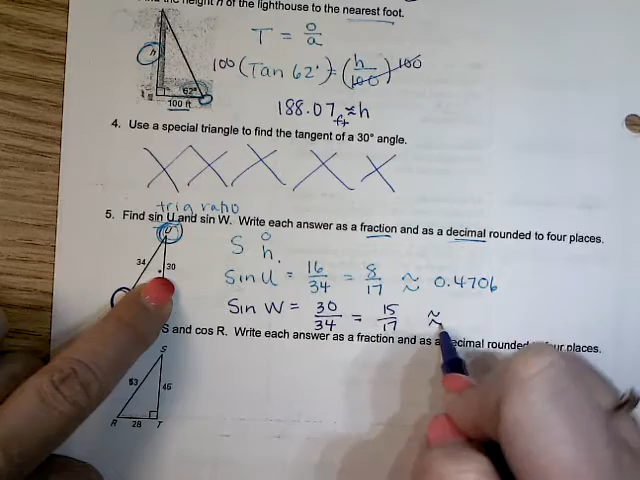 height h of the lighthouse to the nearest foot.
T = o/a
100 (Tan 62°) = (h/100) 100
h
62°
100 ft
188.07 ft ≈ h
4. Use a special triangle to find the tangent of a 30° angle.
trig ratio
5. Find sin U and sin W. Write each answer as a fraction and as a decimal rounded to four places.
U
34
30
S o/h
Sin U = 16/34 = 8/17 ≈ 0.4706
Sin W = 30/34 = 15/17 ≈
S and cos R. Write each answer as a fraction and as a decimal rounded to four places.
S
53
45
R 28 T